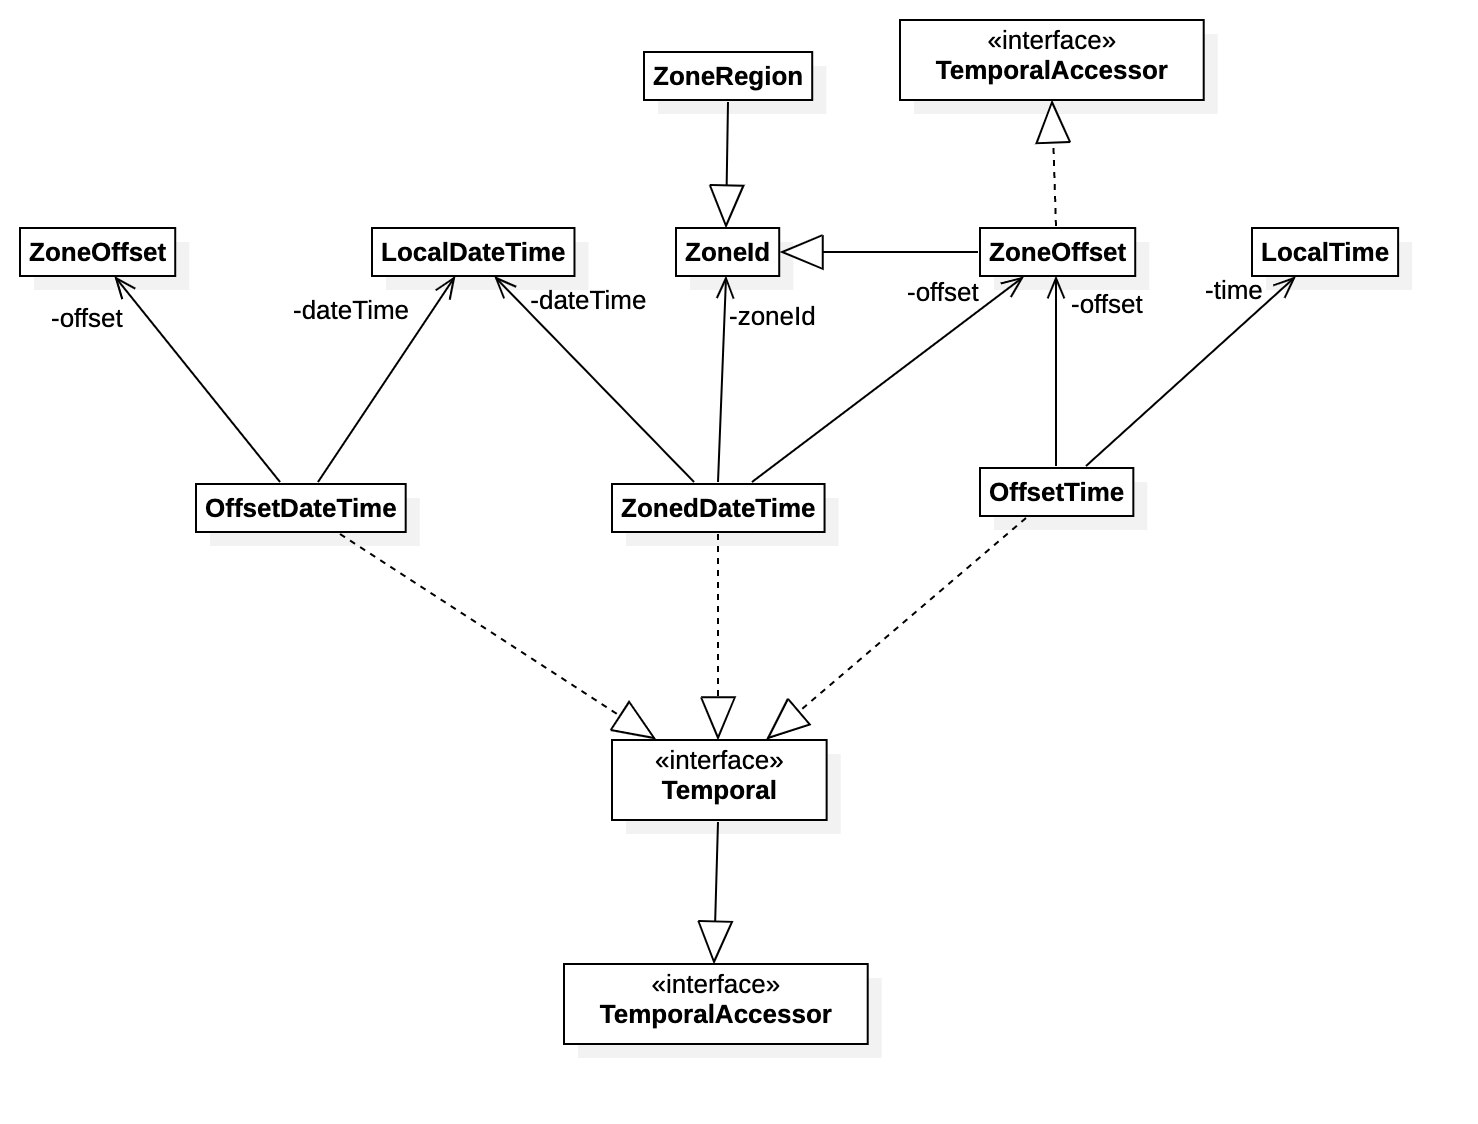 «interface»
TemporalAccessor
ZoneRegion
ZoneOffset
LocalDateTime
ZoneId
ZoneOffset
LocalTime
-offset
-dateTime
-dateTime
-zoneId
-offset
-offset
-time
OffsetDateTime
ZonedDateTime
OffsetTime
«interface»
Temporal
«interface»
TemporalAccessor